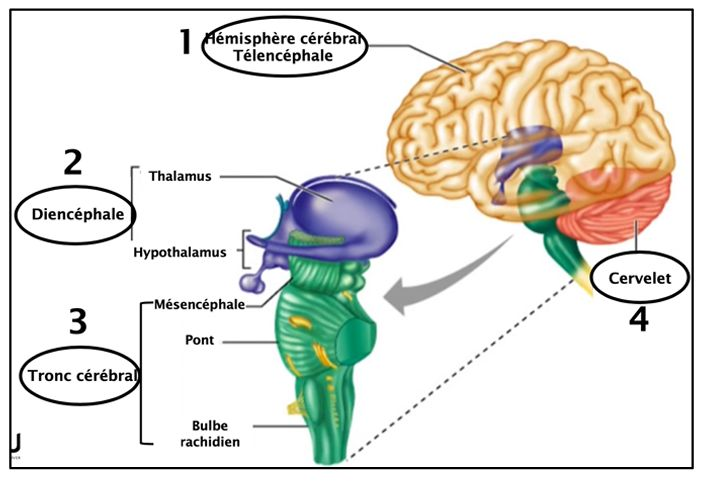 1
Hémisphère cérébral
Télencéphale
2
Thalamus
Diencéphale
Hypothalamus
Mésencéphale
3
Pont
Tronc cérébral
Bulbe
rachidien
Cervelet
4